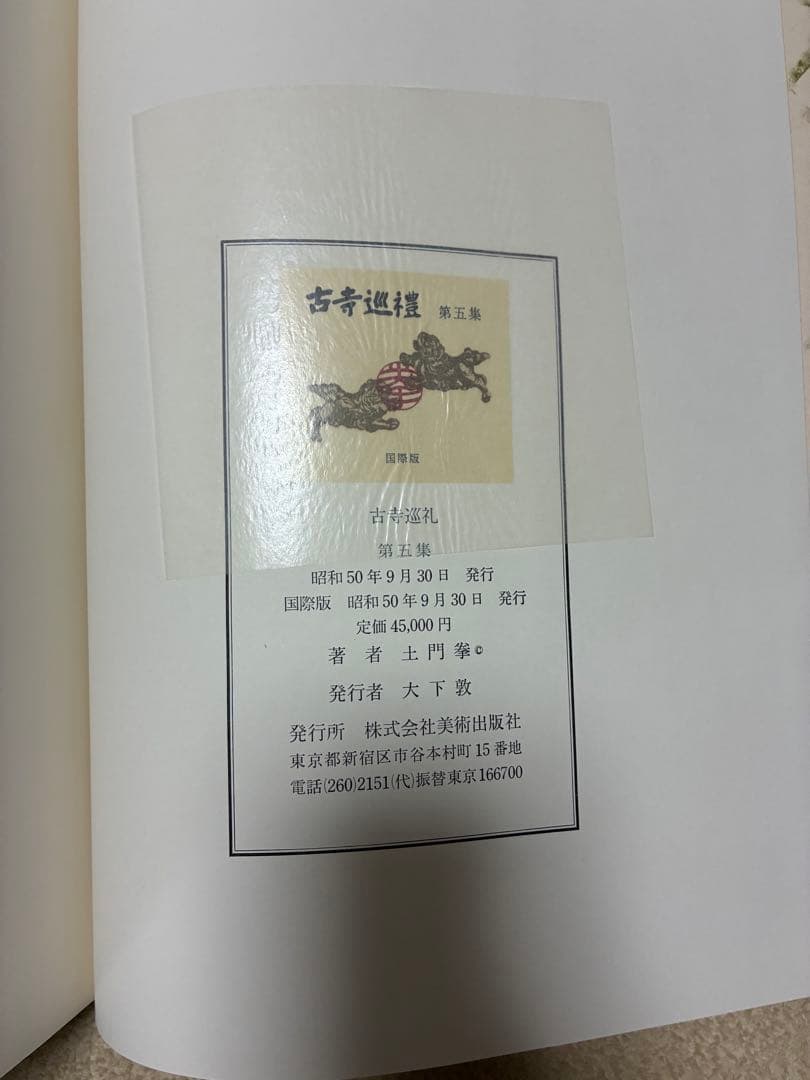 古寺巡禮 第五集
国際版
古寺巡礼
第五集
昭和50年9月30日 発行
国際版 昭和50年9月30日 発行
定価45,000円
著者 土門拳©
発行者 大下敦
発行所 株式会社美術出版社
東京都新宿区市谷本村町15番地
電話(260)2151(代)振替東京166700